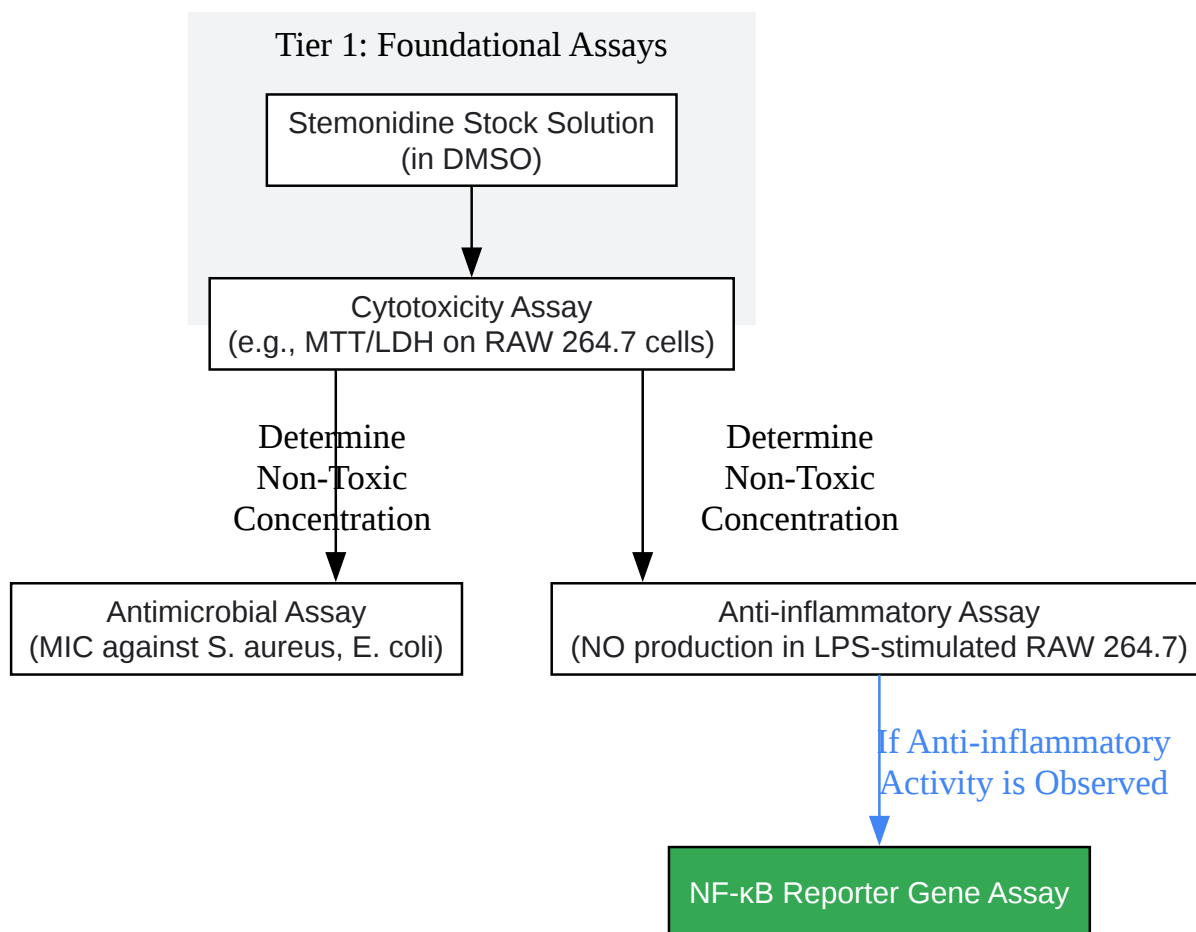 Tier 1: Foundational Assays
Stemonidine Stock Solution
(in DMSO)
Cytotoxicity Assay
(e.g., MTT/LDH on RAW 264.7 cells)
Determine
Non-Toxic
Concentration
Determine
Non-Toxic
Concentration
Antimicrobial Assay
(MIC against S. aureus, E. coli)
Anti-inflammatory Assay
(NO production in LPS-stimulated RAW 264.7)
If Anti-inflammatory
Activity is Observed
NF-κB Reporter Gene Assay